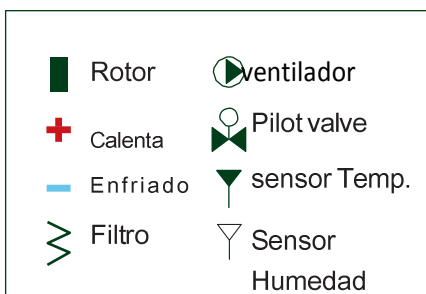 Rotor
ventilador
Calenta
Pilot valve
Enfriado
sensor Temp.
Filtro
Sensor
Humedad